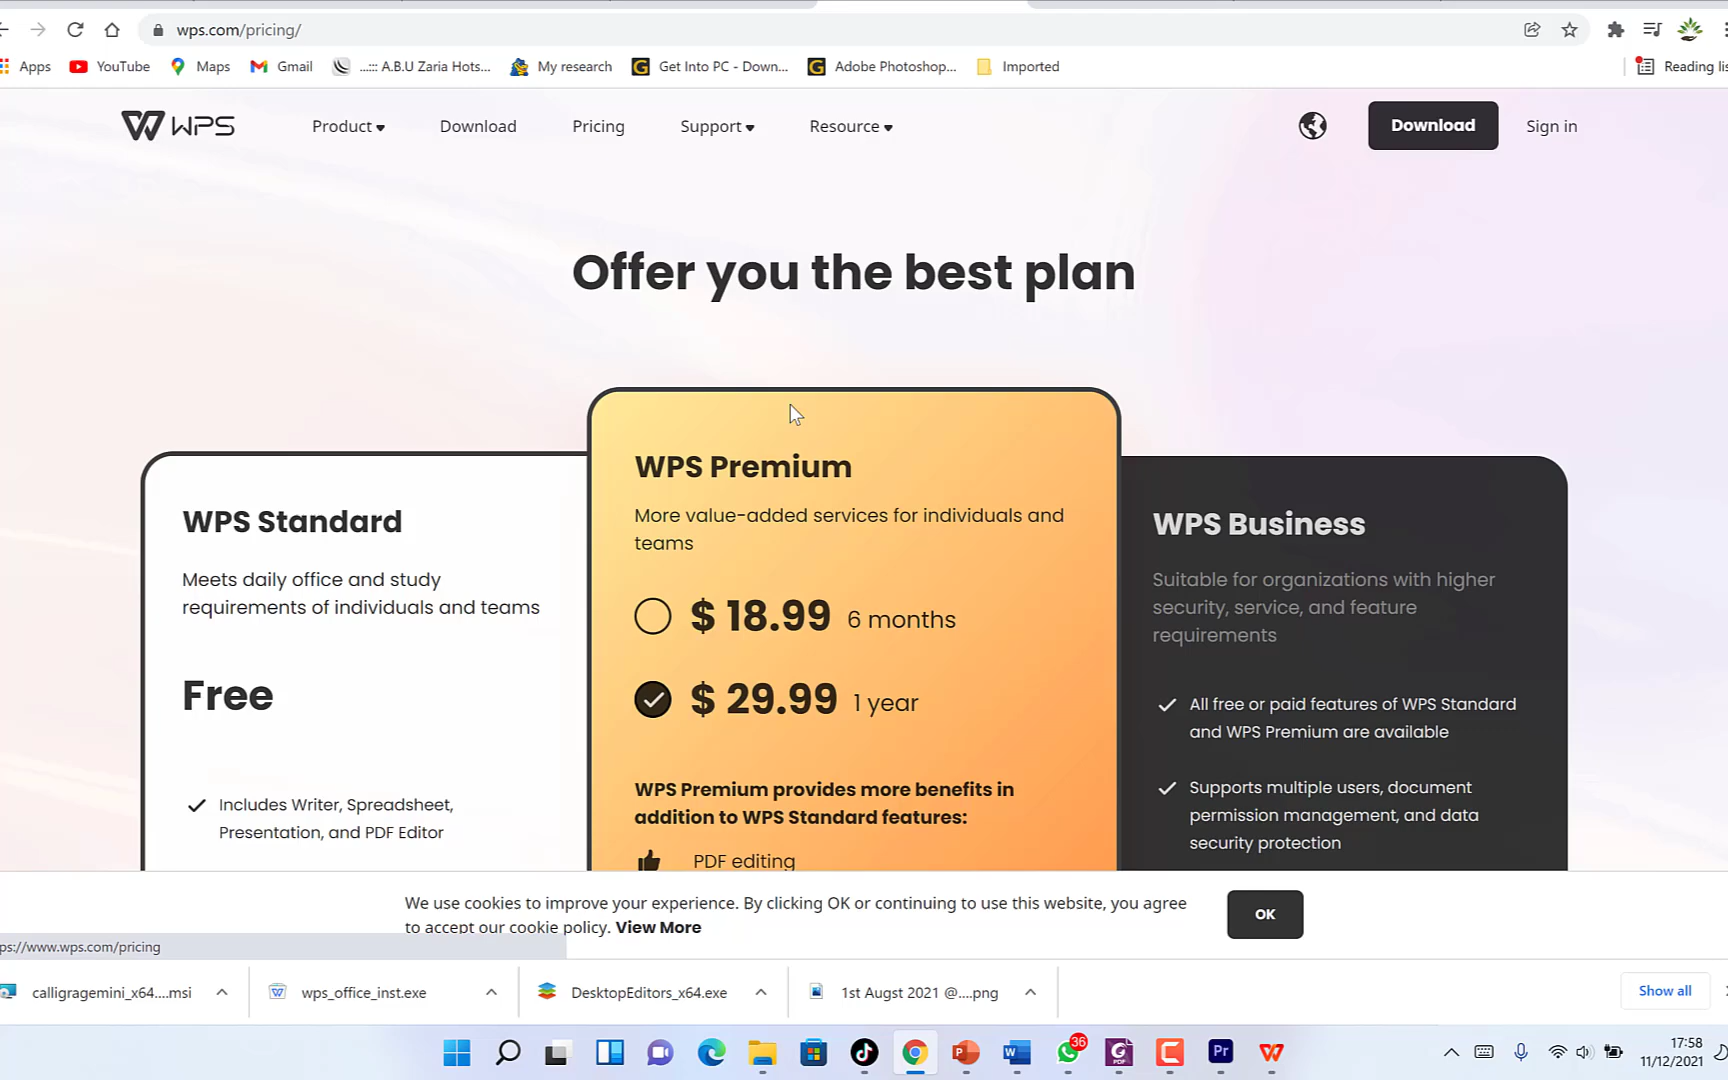 wps.com/pricing/
Apps YouTube Maps Gmail ...::: A.B.U Zaria Hots... My research Get Into PC - Down... Adobe Photoshop... Imported Reading lis
WPS Product Download Pricing Support Resource Download Sign in
Offer you the best plan
WPS Standard
Meets daily office and study
requirements of individuals and teams
Free
Includes Writer, Spreadsheet,
Presentation, and PDF Editor
WPS Premium
More value-added services for individuals and
teams
$ 18.99 6 months
$ 29.99 1 year
WPS Premium provides more benefits in
addition to WPS Standard features:
PDF editing
WPS Business
Suitable for organizations with higher
security, service, and feature
requirements
All free or paid features of WPS Standard
and WPS Premium are available
Supports multiple users, document
permission management, and data
security protection
We use cookies to improve your experience. By clicking OK or continuing to use this website, you agree
to accept our cookie policy. View More
OK
ps://www.wps.com/pricing
calligragemini_x64....msi wps_office_inst.exe DesktopEditors_x64.exe 1st Augst 2021 @....png Show all
36
Pr
17:58
11/12/2021